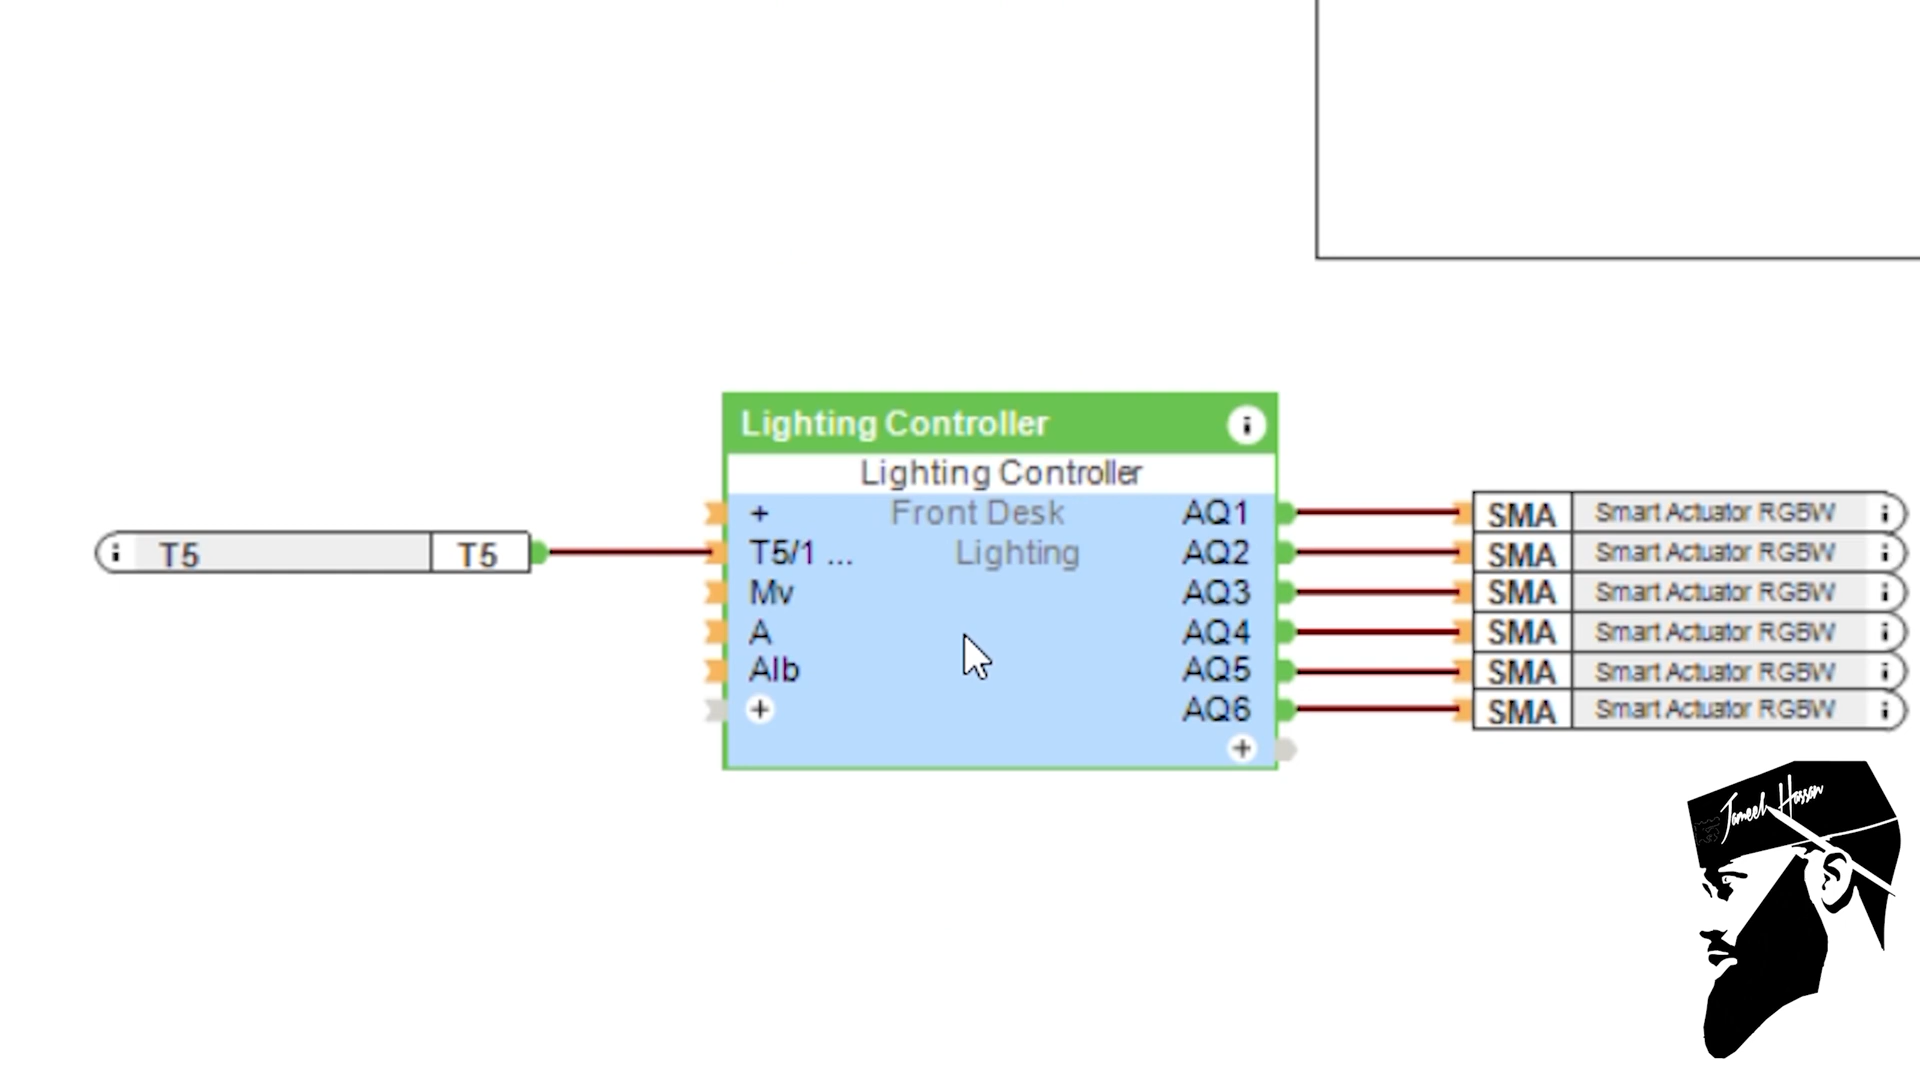 Lighting Controller i
Lighting Controller
+ Front Desk AQ1
T5/1 ... Lighting AQ2
Mv AQ3
A AQ4
AIb AQ5
+ AQ6
+
i T5 T5
SMA Smart Actuator RGBW i
SMA Smart Actuator RGBW i
SMA Smart Actuator RGBW i
SMA Smart Actuator RGBW i
SMA Smart Actuator RGBW i
SMA Smart Actuator RGBW i
Jameel Hassan